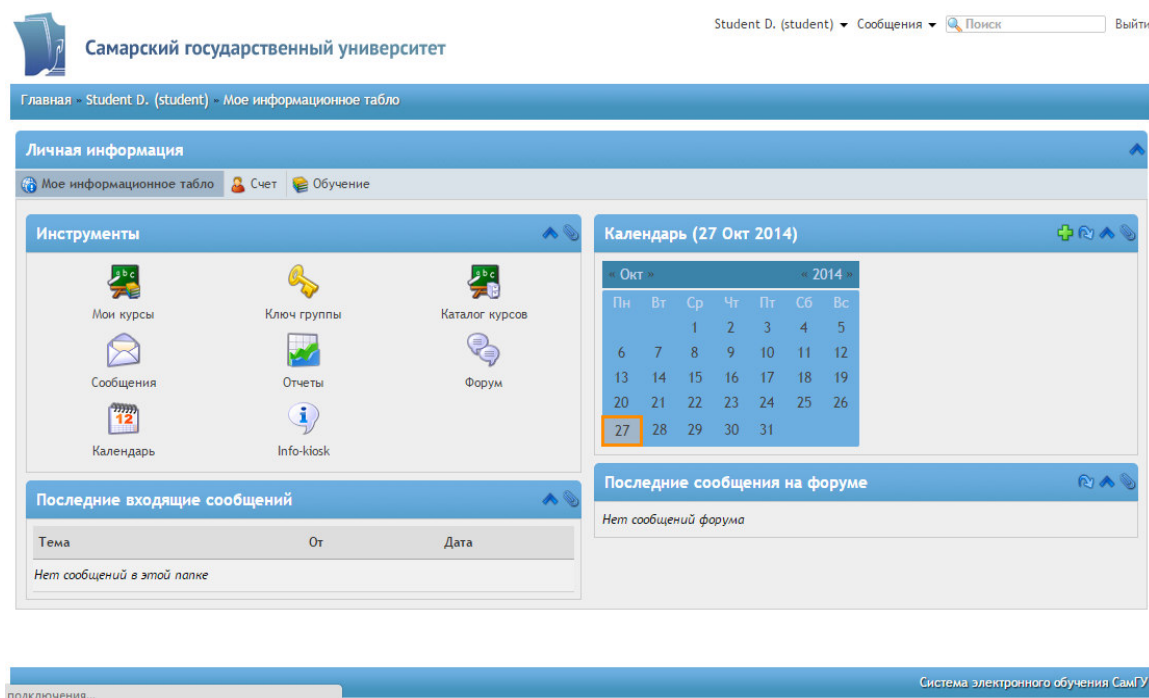 Student D. (student) Сообщения Поиск Выйти
Самарский государственный университет
Главная » Student D. (student) » Мое информационное табло
Личная информация
Мое информационное табло Счет Обучение
Инструменты
Мои курсы Ключ группы Каталог курсов
Сообщения Отчеты Форум
12
Календарь Info-kiosk
Последние входящие сообщений
Тема От Дата
Нет сообщений в этой папке
Календарь (27 Окт 2014)
« Окт » « 2014 »
Пн Вт Ср Чт Пт Сб Вс
1 2 3 4 5
6 7 8 9 10 11 12
13 14 15 16 17 18 19
20 21 22 23 24 25 26
27 28 29 30 31
Последние сообщения на форуме
Нет сообщений форума
Система электронного обучения СамГУ
подключения...